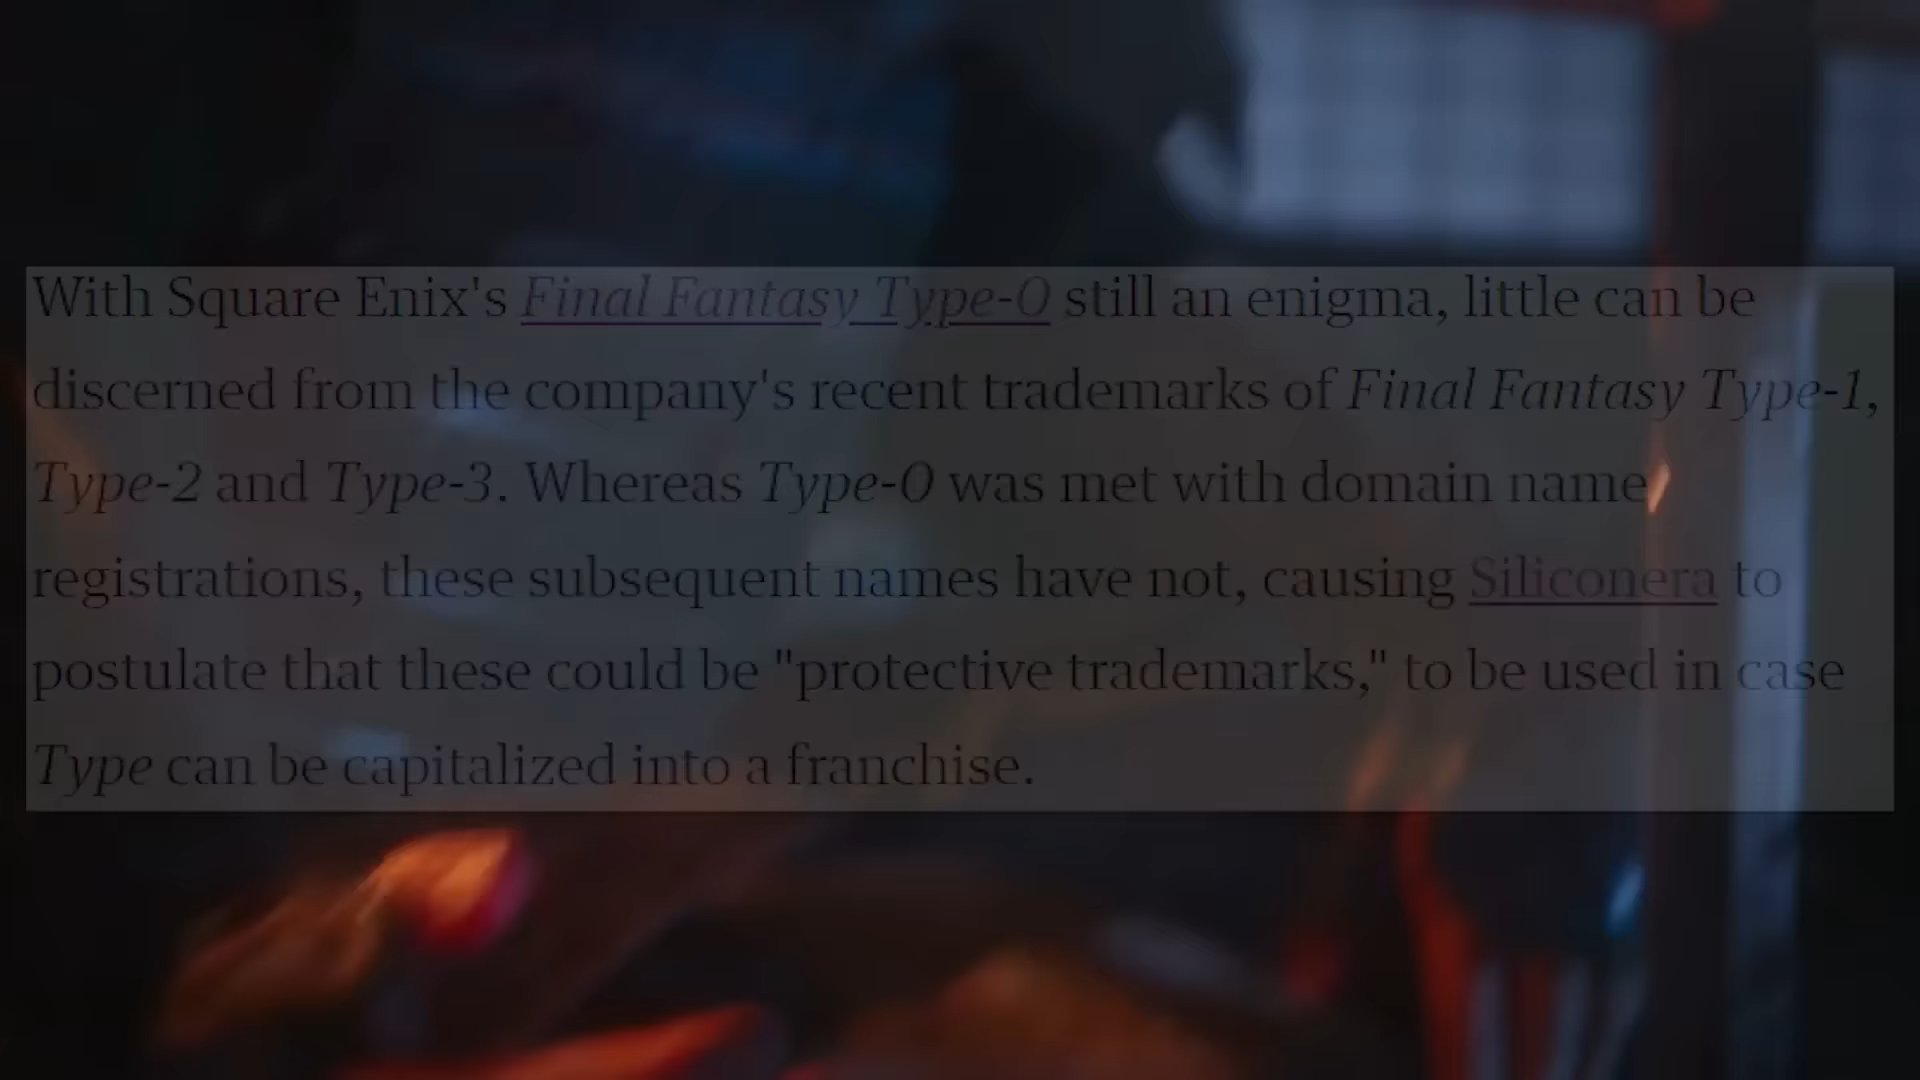 With Square Enix's Final Fantasy Type-0 still an enigma, little can be
discerned from the company's recent trademarks of Final Fantasy Type-1,
Type-2 and Type-3. Whereas Type-0 was met with domain name
registrations, these subsequent names have not, causing Siliconera to
postulate that these could be "protective trademarks," to be used in case
Type can be capitalized into a franchise.